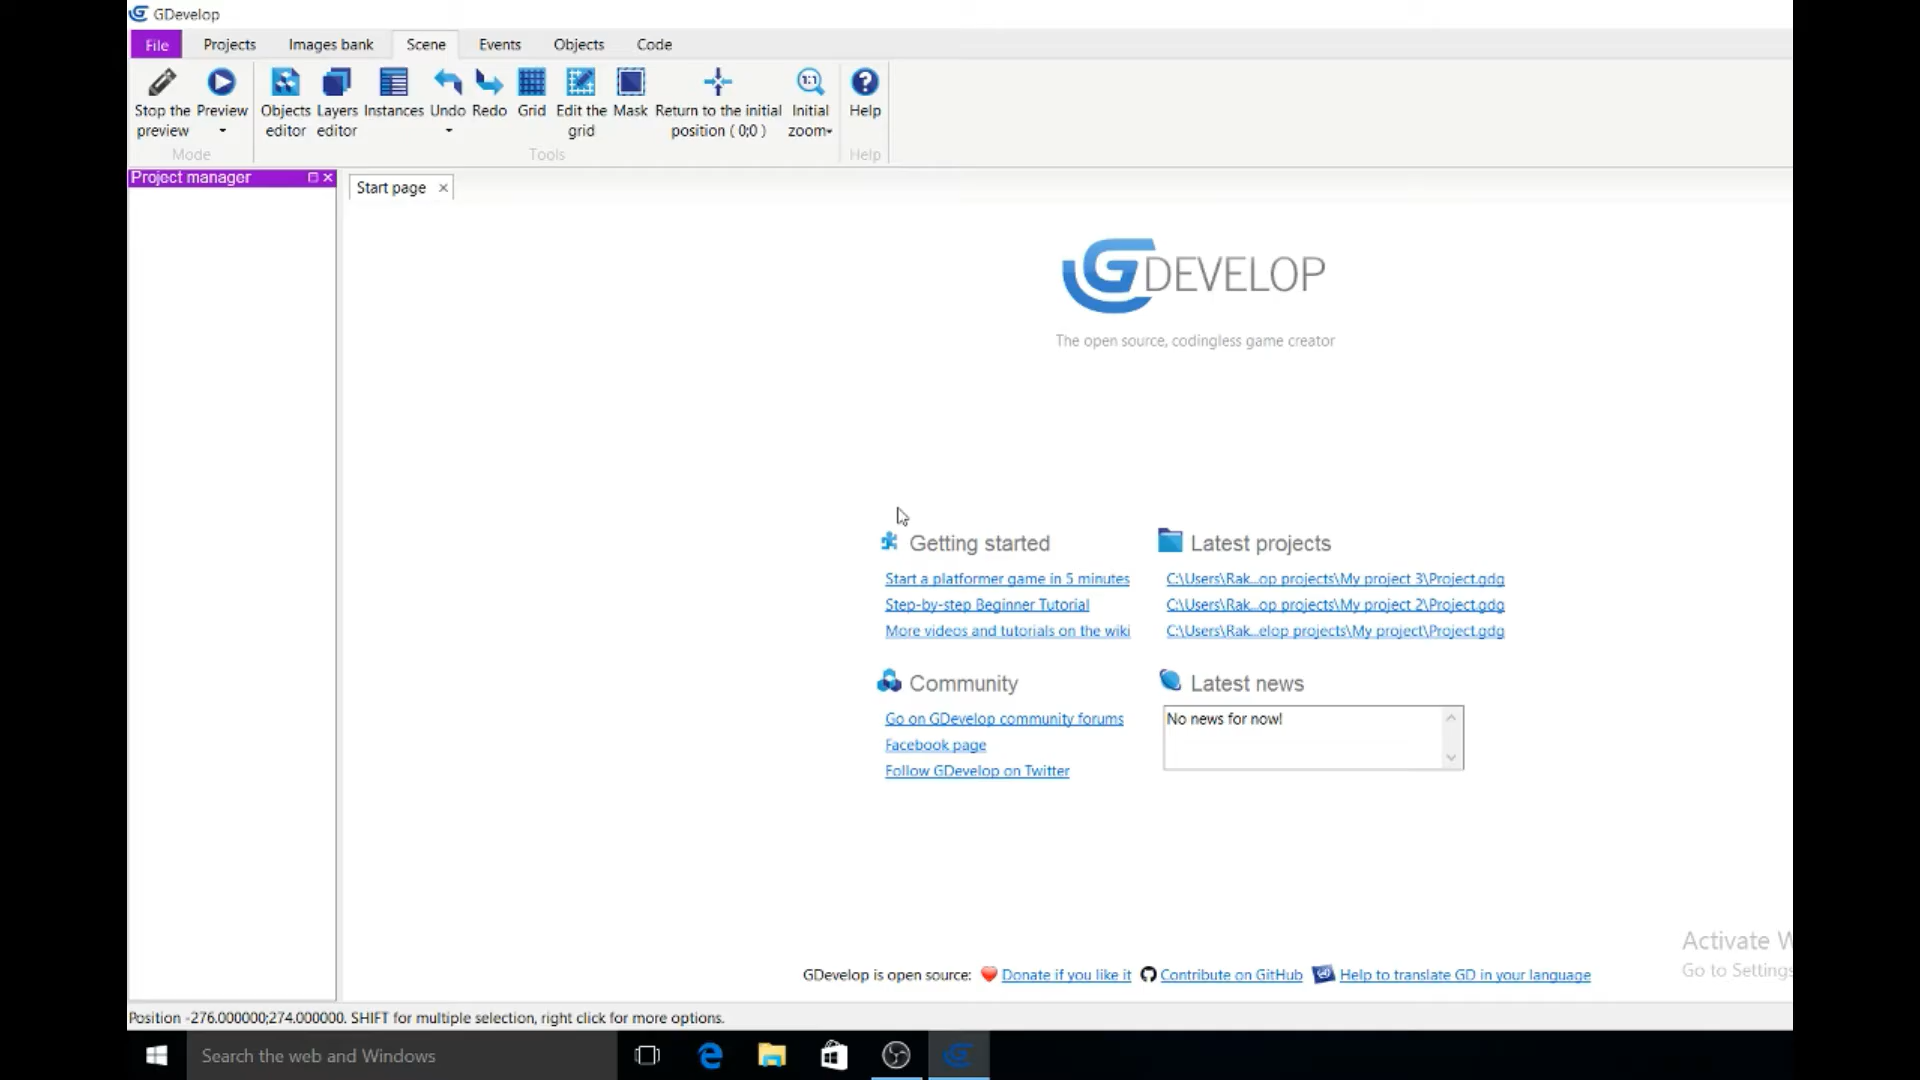 GDevelop
File Projects Images bank Scene Events Objects Code
Stop the preview Preview Objects editor Layers editor Instances Undo Redo Grid Edit the grid Mask Return to the initial position ( 0;0 ) Initial zoom Help
Mode Tools Help
Project manager
Start page
GDEVELOP
The open source, codingless game creator
Getting started
Start a platformer game in 5 minutes
Step-by-step Beginner Tutorial
More videos and tutorials on the wiki
Latest projects
C:\Users\Rak...op projects\My project 3\Project.gdg
C:\Users\Rak...op projects\My project 2\Project.gdg
C:\Users\Rak...elop projects\My project\Project.gdg
Community
Go on GDevelop community forums
Facebook page
Follow GDevelop on Twitter
Latest news
No news for now!
Activate W
Go to Settings
GDevelop is open source: Donate if you like it Contribute on GitHub Help to translate GD in your language
Position -276.000000;274.000000. SHIFT for multiple selection, right click for more options.
Search the web and Windows